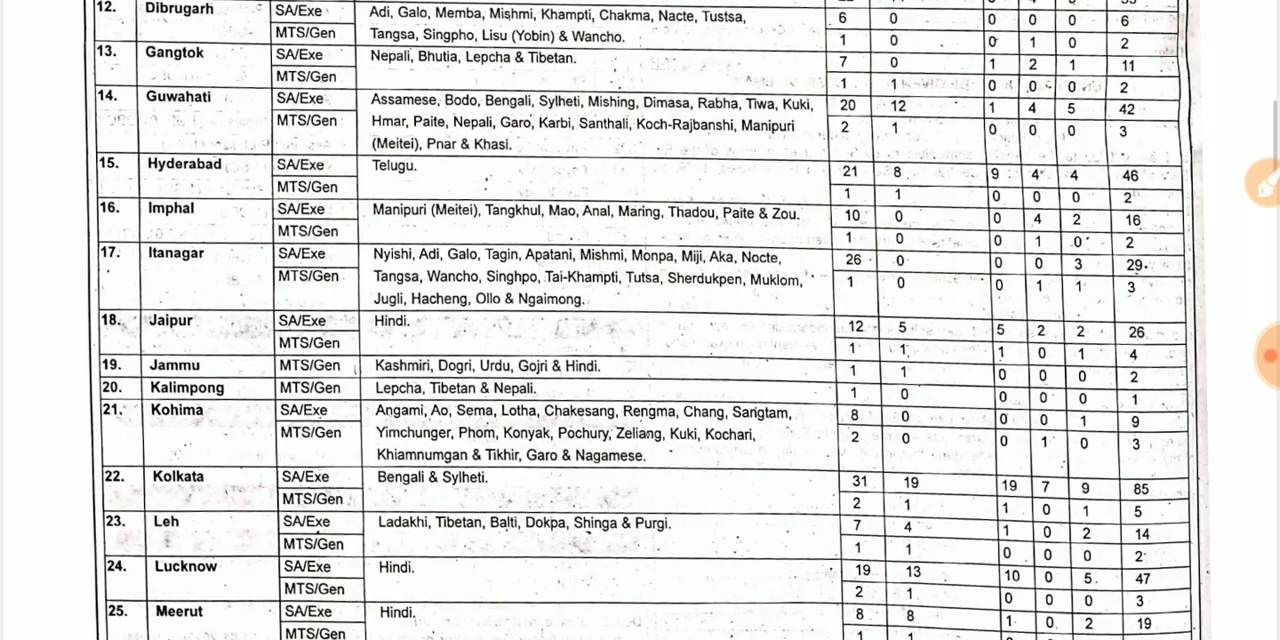 12. Dibrugarh SA/Exe Adi, Galo, Memba, Mishmi, Khampti, Chakma, Nacte, Tustsa, 6 0 0 0 0 6
MTS/Gen Tangsa, Singpho, Lisu (Yobin) & Wancho. 1 0 0 1 0 2
13. Gangtok SA/Exe Nepali, Bhutia, Lepcha & Tibetan. 7 0 1 2 1 11
MTS/Gen 1 1 0 0 0 2
14. Guwahati SA/Exe Assamese, Bodo, Bengali, Sylheti, Mishing, Dimasa, Rabha, Tiwa, Kuki, 20 12 1 4 5 42
MTS/Gen Hmar, Paite, Nepali, Garo, Karbi, Santhali, Koch-Rajbanshi, Manipuri 2 1 0 0 0 3
(Meitei), Pnar & Khasi.
15. Hyderabad SA/Exe Telugu. 21 8 9 4 4 46
MTS/Gen 1 1 0 0 0 2
16. Imphal SA/Exe Manipuri (Meitei), Tangkhul, Mao, Anal, Maring, Thadou, Paite & Zou. 10 0 0 4 2 16
MTS/Gen 1 0 0 1 0 2
17. Itanagar SA/Exe Nyishi, Adi, Galo, Tagin, Apatani, Mishmi, Monpa, Miji, Aka, Nocte, 26 0 0 0 3 29
MTS/Gen Tangsa, Wancho, Singhpo, Tai-Khampti, Tutsa, Sherdukpen, Muklom, 1 0 0 1 1 3
Jugli, Hacheng, Ollo & Ngaimong.
18. Jaipur SA/Exe Hindi. 12 5 5 2 2 26
MTS/Gen 1 1 1 0 1 4
19. Jammu MTS/Gen Kashmiri, Dogri, Urdu, Gojri & Hindi. 1 1 0 0 0 2
20. Kalimpong MTS/Gen Lepcha, Tibetan & Nepali. 1 0 0 0 0 1
21. Kohima SA/Exe Angami, Ao, Sema, Lotha, Chakesang, Rengma, Chang, Sangtam, 8 0 0 0 1 9
MTS/Gen Yimchunger, Phom, Konyak, Pochury, Zeliang, Kuki, Kochari, 2 0 0 1 0 3
Khiamnumgan & Tikhir, Garo & Nagamese.
22. Kolkata SA/Exe Bengali & Sylheti. 31 19 19 7 9 85
MTS/Gen 2 1 1 0 1 5
23. Leh SA/Exe Ladakhi, Tibetan, Balti, Dokpa, Shinga & Purgi. 7 4 1 0 2 14
MTS/Gen 1 1 0 0 0 2
24. Lucknow SA/Exe Hindi. 19 13 10 0 5 47
MTS/Gen 2 1 0 0 0 3
25. Meerut SA/Exe Hindi. 8 8 1 0 2 19
MTS/Gen 1 1